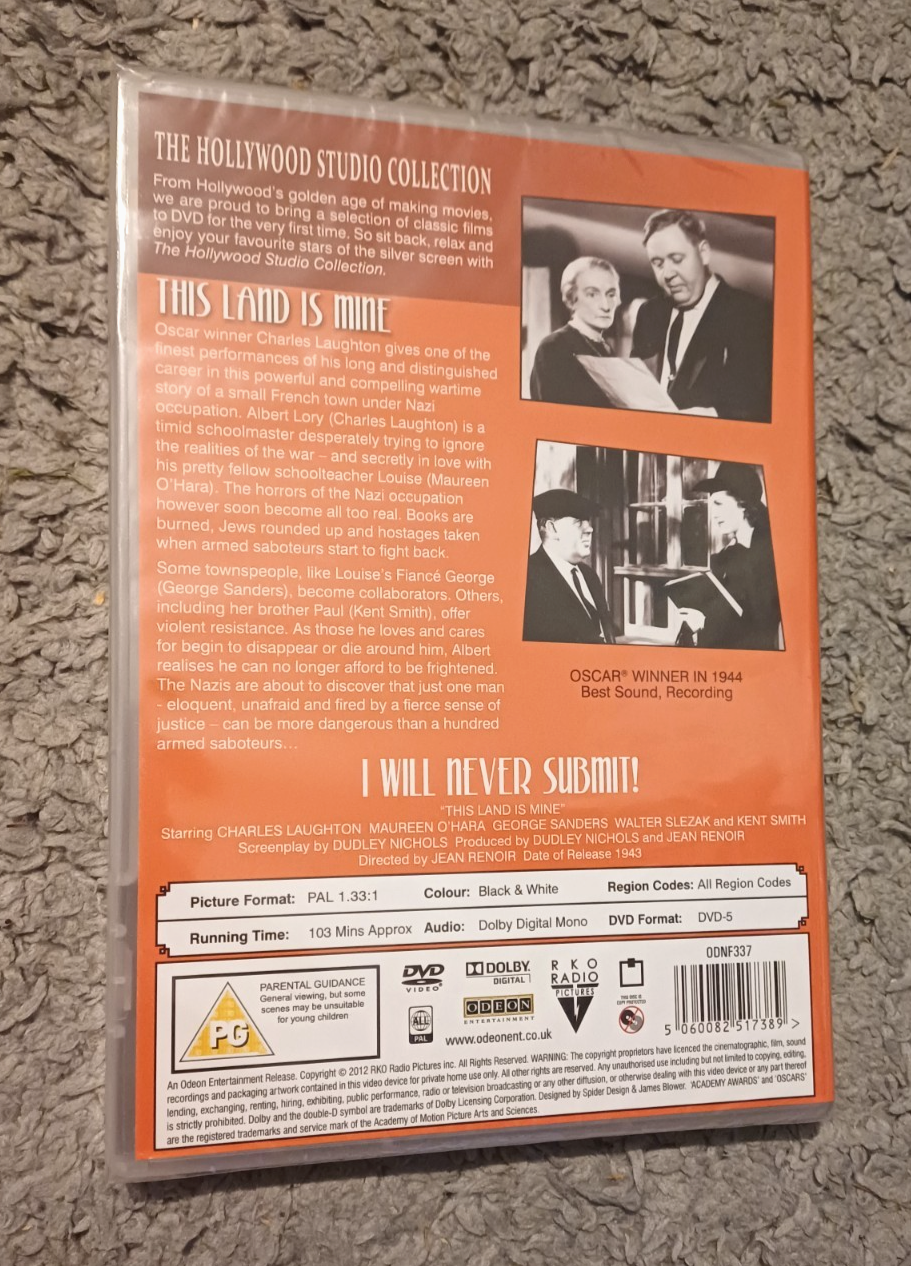 THE HOLLYWOOD STUDIO COLLECTION
From Hollywood's golden age of making movies,
we are proud to bring a selection of classic films
to DVD for the very first time. So sit back, relax and
enjoy your favourite stars of the silver screen with
The Hollywood Studio Collection.
THIS LAND IS MINE
Oscar winner Charles Laughton gives one of the
finest performances of his long and distinguished
career in this powerful and compelling wartime
story of a small French town under Nazi
occupation. Albert Lory (Charles Laughton) is a
timid schoolmaster desperately trying to ignore
the realities of the war – and secretly in love with
his pretty fellow schoolteacher Louise (Maureen
O'Hara). The horrors of the Nazi occupation
however soon become all too real. Books are
burned, Jews rounded up and hostages taken
when armed saboteurs start to fight back.
Some townspeople, like Louise's Fiancé George
(George Sanders), become collaborators. Others,
including her brother Paul (Kent Smith), offer
violent resistance. As those he loves and cares
for begin to disappear or die around him, Albert
realises he can no longer afford to be frightened.
The Nazis are about to discover that just one man
- eloquent, unafraid and fired by a fierce sense of
justice – can be more dangerous than a hundred
armed saboteurs...
OSCAR® WINNER IN 1944
Best Sound, Recording
I WILL NEVER SUBMIT!
"THIS LAND IS MINE"
Starring CHARLES LAUGHTON MAUREEN O'HARA GEORGE SANDERS WALTER SLEZAK and KENT SMITH
Screenplay by DUDLEY NICHOLS Produced by DUDLEY NICHOLS and JEAN RENOIR
Directed by JEAN RENOIR Date of Release 1943
Picture Format: PAL 1.33:1 Colour: Black & White Region Codes: All Region Codes
Running Time: 103 Mins Approx Audio: Dolby Digital Mono DVD Format: DVD-5
PG
PARENTAL GUIDANCE
General viewing, but some
scenes may be unsuitable
for young children
DVD
VIDEO
ALL
PAL
DOLBY
DIGITAL
ODEON
ENTERTAINMENT
www.odeonent.co.uk
RKO
RADIO
PICTURES
THIS DISC IS
COPY PROTECTED
ODNF337
5 060082 517389 >
An Odeon Entertainment Release. Copyright © 2012 RKO Radio Pictures inc. All Rights Reserved. WARNING: The copyright proprietors have licenced the cinematographic, film, sound
recordings and packaging artwork contained in this video device for private home use only. All other rights are reserved. Any unauthorised use including but not limited to copying, editing,
lending, exchanging, renting, hiring, exhibiting, public performance, radio or television broadcasting or any other diffusion, or otherwise dealing with this video device or any part thereof
is strictly prohibited. Dolby and the double-D symbol are trademarks of Dolby Licensing Corporation. Designed by Spider Design & James Blower. 'ACADEMY AWARDS' and 'OSCARS'
are the registered trademarks and service mark of the Academy of Motion Picture Arts and Sciences.